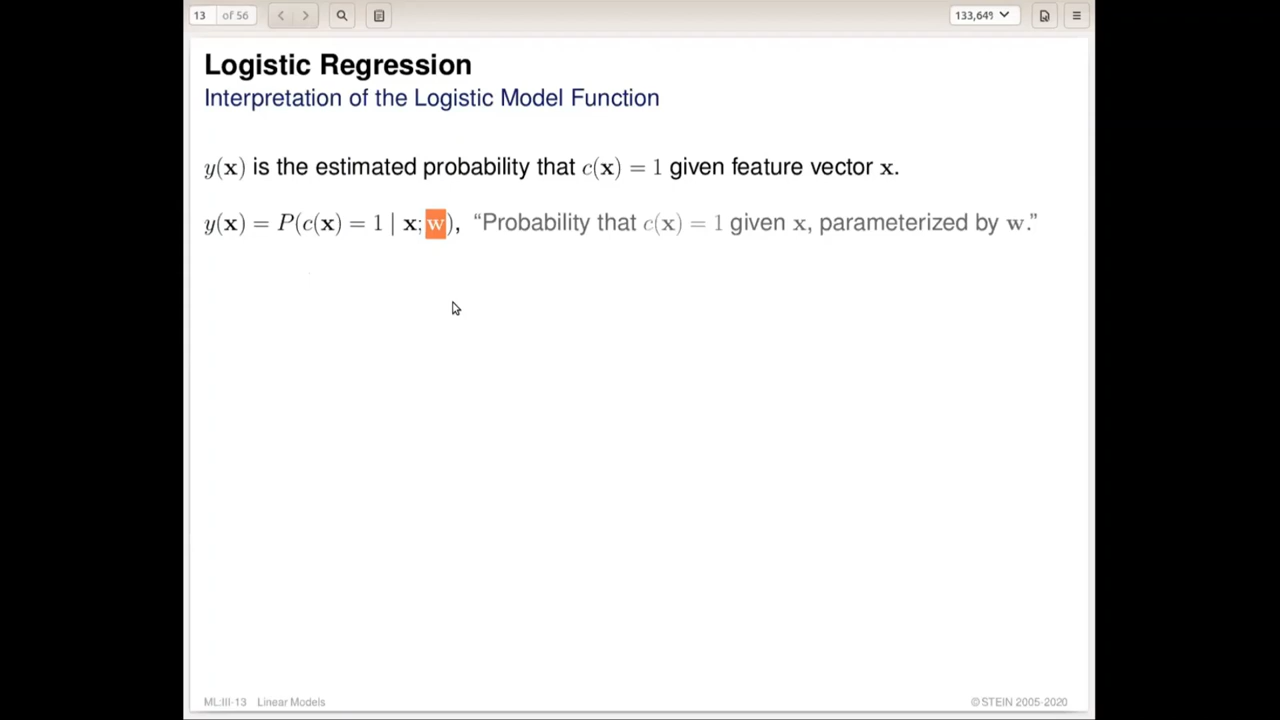 13 of 56 133,64%
Logistic Regression
Interpretation of the Logistic Model Function
y(x) is the estimated probability that c(x) = 1 given feature vector x.
y(x) = P(c(x) = 1 | x; w), “Probability that c(x) = 1 given x, parameterized by w.”
ML:III-13 Linear Models ©STEIN 2005-2020